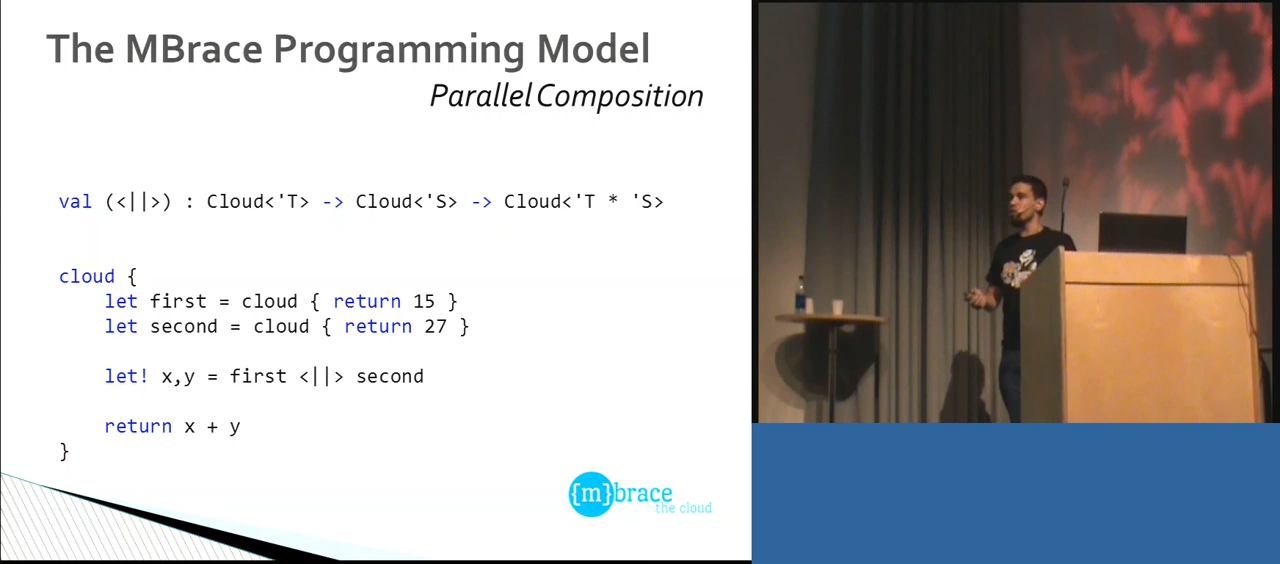 The MBrace Programming Model
Parallel Composition
val (<||>) : Cloud<'T> -> Cloud<'S> -> Cloud<'T * 'S>
cloud {
    let first = cloud { return 15 }
    let second = cloud { return 27 }
    let! x,y = first <||> second
    return x + y
}
{m}brace
the cloud